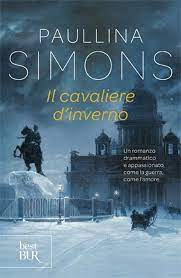 PAULLINA
SIMONS
Il cavaliere
d'inverno
Un romanzo
drammatico
e appassionato,
come la guerra,
come l'amore.
best
BUR